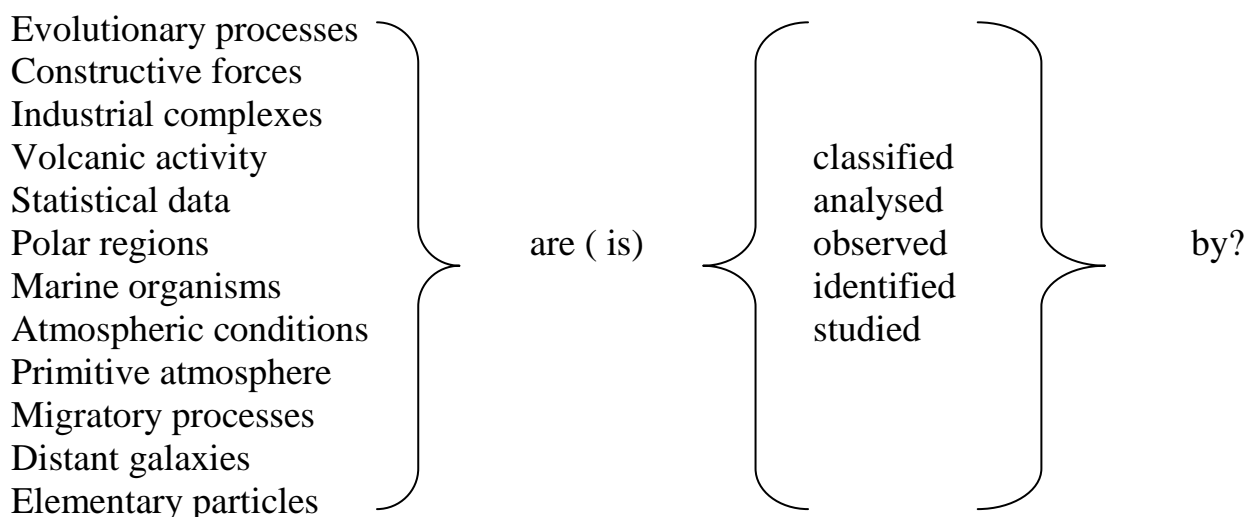 Evolutionary processes
Constructive forces
Industrial complexes
Volcanic activity
Statistical data
Polar regions
Marine organisms
Atmospheric conditions
Primitive atmosphere
Migratory processes
Distant galaxies
Elementary particles
are ( is)
classified
analysed
observed
identified
studied
by?